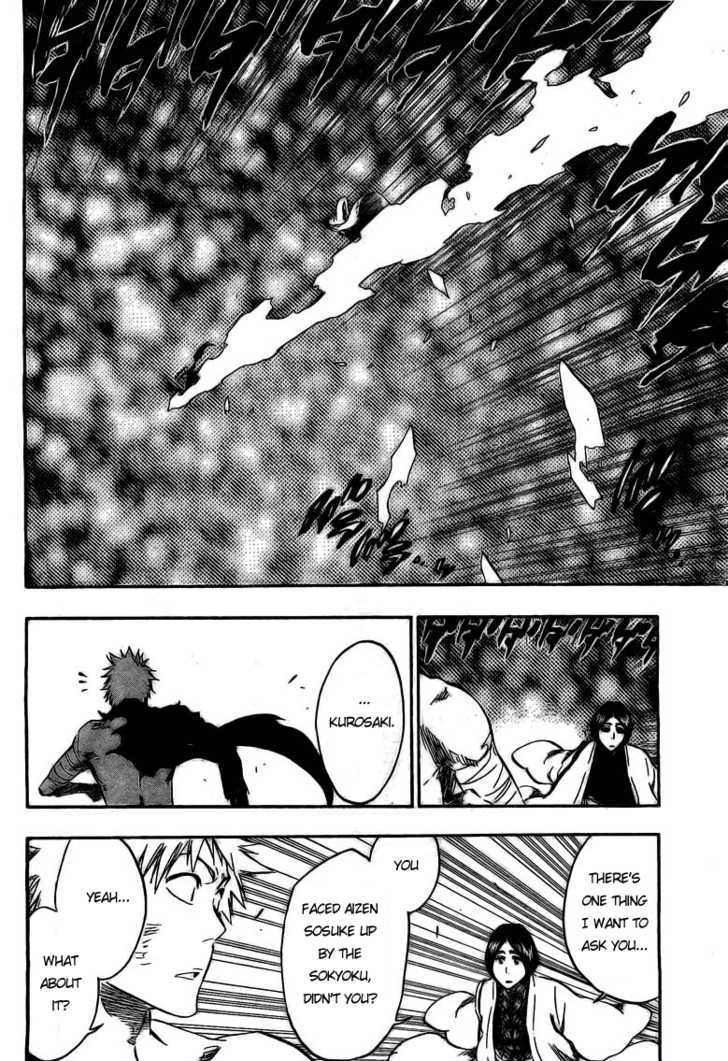 ...
KUROSAKI.
THERE'S
ONE THING
I WANT TO
ASK YOU...
YOU
FACED AIZEN
SOSUKE UP
BY THE
SOKYOKU,
DIDN'T YOU?
YEAH...
WHAT
ABOUT
IT?